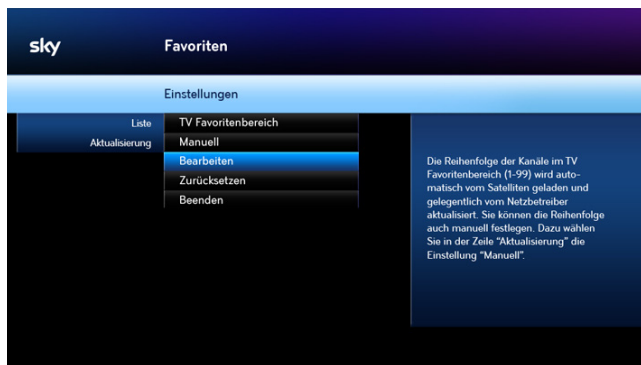 sky Favoriten
Einstellungen
Liste TV Favoritenbereich
Aktualisierung Manuell
Bearbeiten
Zurücksetzen
Beenden
Die Reihenfolge der Kanäle im TV
Favoritenbereich (1-99) wird auto-
matisch vom Satelliten geladen und
gelegentlich vom Netzbetreiber
aktualisiert. Sie können die Reihenfolge
auch manuell festlegen. Dazu wählen
Sie in der Zeile "Aktualisierung" die
Einstellung "Manuell".